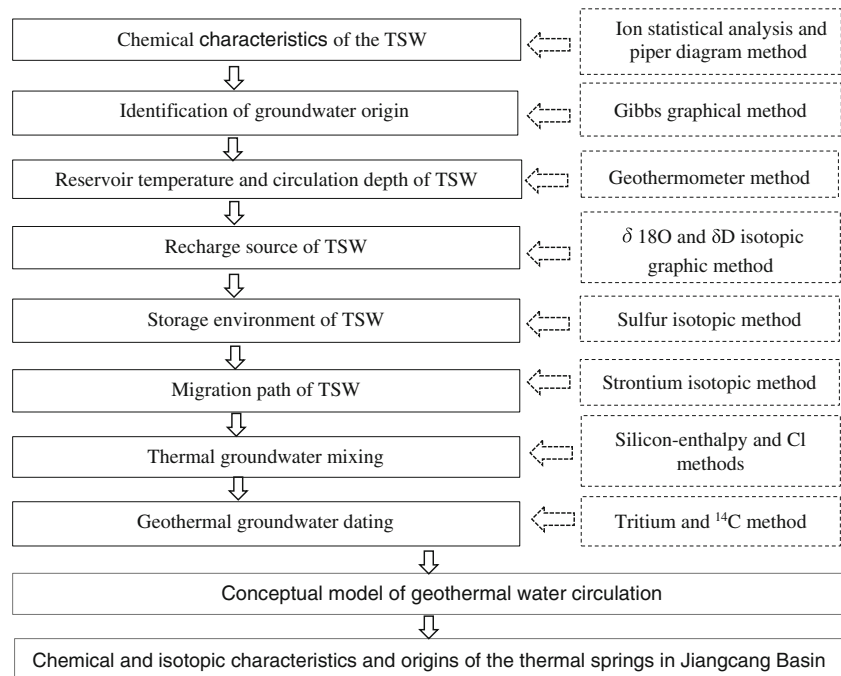 Chemical characteristics of the TSW
Ion statistical analysis and
piper diagram method
Identification of groundwater origin
Gibbs graphical method
Reservoir temperature and circulation depth of TSW
Geothermometer method
Recharge source of TSW
δ 18O and δD isotopic
graphic method
Storage environment of TSW
Sulfur isotopic method
Migration path of TSW
Strontium isotopic method
Thermal groundwater mixing
Silicon-enthalpy and Cl
methods
Geothermal groundwater dating
Tritium and ¹⁴C method
Conceptual model of geothermal water circulation
Chemical and isotopic characteristics and origins of the thermal springs in Jiangcang Basin